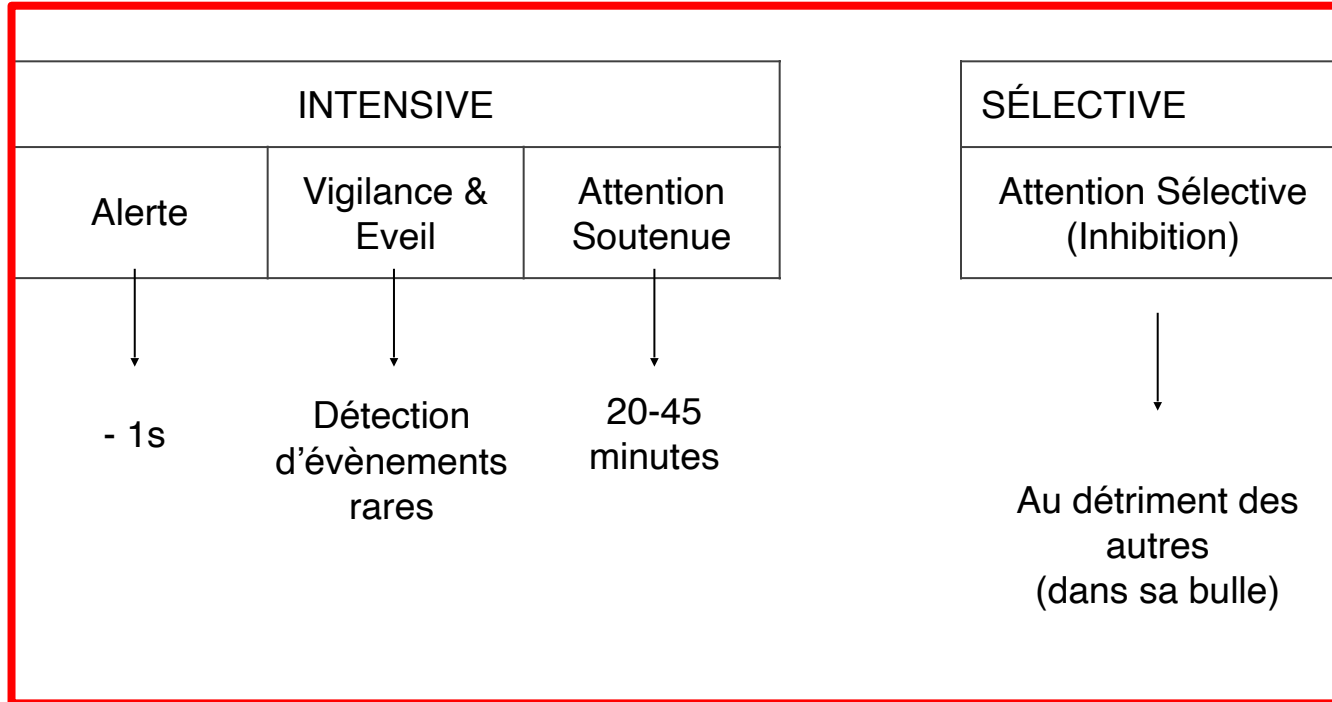 INTENSIVE
SÉLECTIVE
Alerte
Vigilance &
Eveil
Attention
Soutenue
Attention Sélective
(Inhibition)
- 1s
Détection
d'évènements
rares
20-45
minutes
Au détriment des
autres
(dans sa bulle)